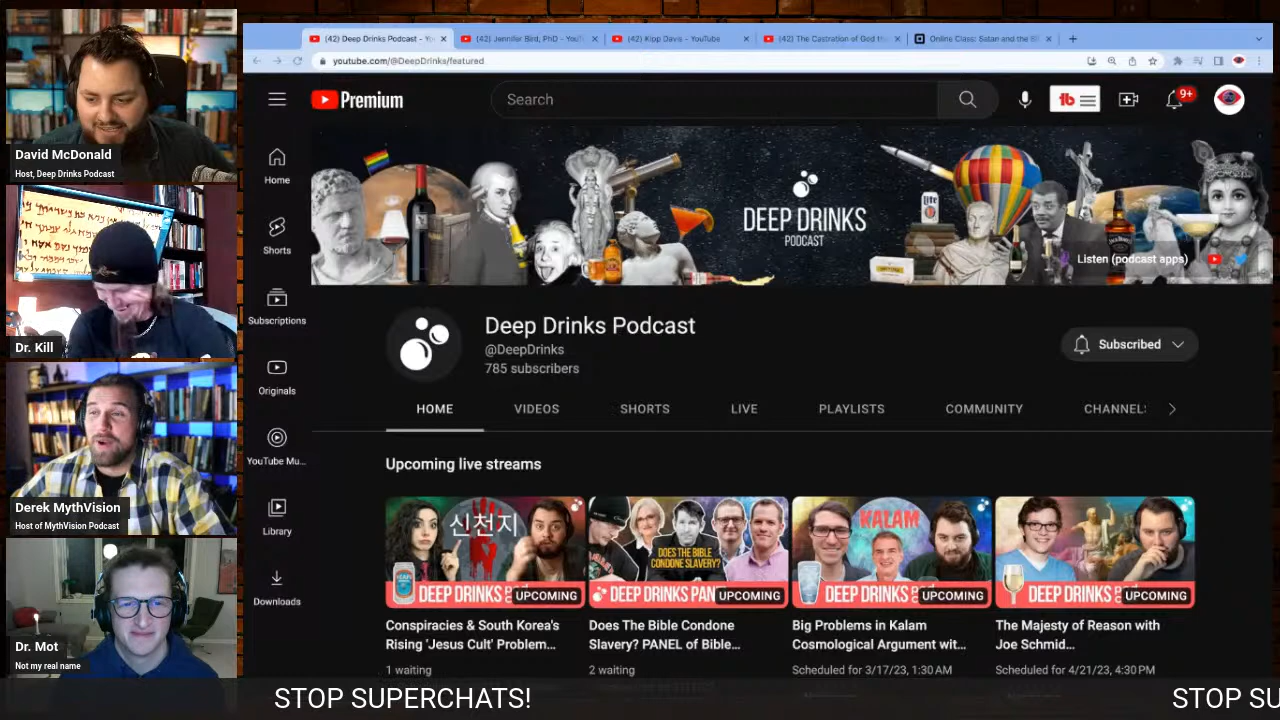 David McDonald
Host, Deep Drinks Podcast
Dr. Kill
Derek MythVision
Host of MythVision Podcast
Dr. Mot
Not my real name
(42) Deep Drinks Podcast - Yo
(42) Jennifer Bird, PhD - YouT
(42) Kipp Davis - YouTube
(42) The Castration of God th
Online Class: Satan and the Bi
youtube.com/@DeepDrinks/featured
Premium
Search
9+
Home
Shorts
Subscriptions
Originals
YouTube Mu...
Library
Downloads
Lite
DEEP DRINKS
PODCAST
Listen (podcast apps)
Deep Drinks Podcast
@DeepDrinks
785 subscribers
Subscribed
HOME
VIDEOS
SHORTS
LIVE
PLAYLISTS
COMMUNITY
CHANNELS
Upcoming live streams
신천지
DEEP DRINKS
UPCOMING
Conspiracies & South Korea's
Rising 'Jesus Cult' Problem...
1 waiting
DOES THE BIBLE
CONDONE
SLAVERY?
DEEP DRINKS PAN
UPCOMING
Does The Bible Condone
Slavery? PANEL of Bible...
2 waiting
KALAM
DEEP DRINKS
UPCOMING
Big Problems in Kalam
Cosmological Argument wit...
Scheduled for 3/17/23, 1:30 AM
DEEP DRINKS
UPCOMING
The Majesty of Reason with
Joe Schmid...
Scheduled for 4/21/23, 4:30 PM
STOP SUPERCHATS!
STOP SU